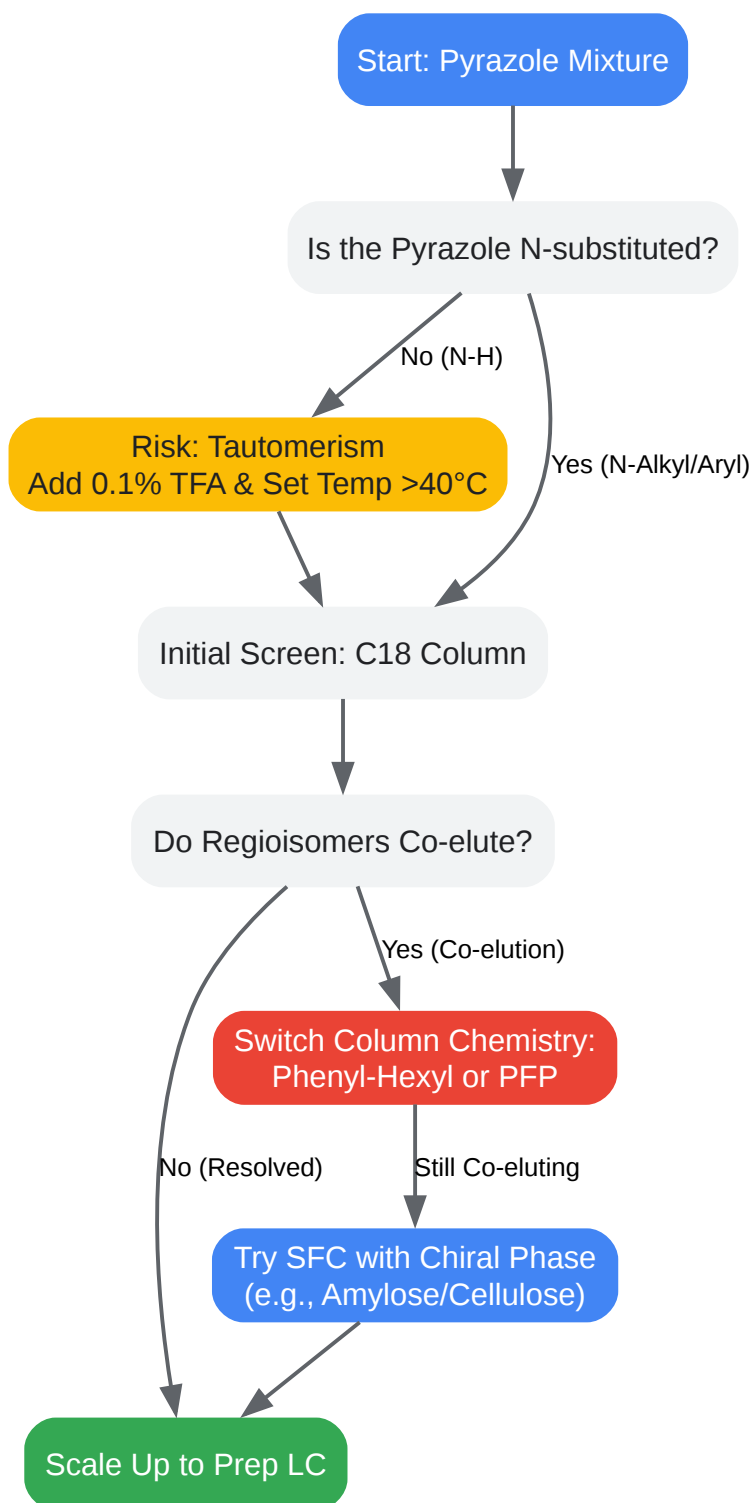 Start: Pyrazole Mixture
Is the Pyrazole N-substituted?
No (N-H)
Risk: Tautomerism
Add 0.1% TFA & Set Temp >40°C
Yes (N-Alkyl/Aryl)
Initial Screen: C18 Column
Do Regioisomers Co-elute?
Yes (Co-elution)
Switch Column Chemistry:
Phenyl-Hexyl or PFP
No (Resolved)
Still Co-eluting
Try SFC with Chiral Phase
(e.g., Amylose/Cellulose)
Scale Up to Prep LC